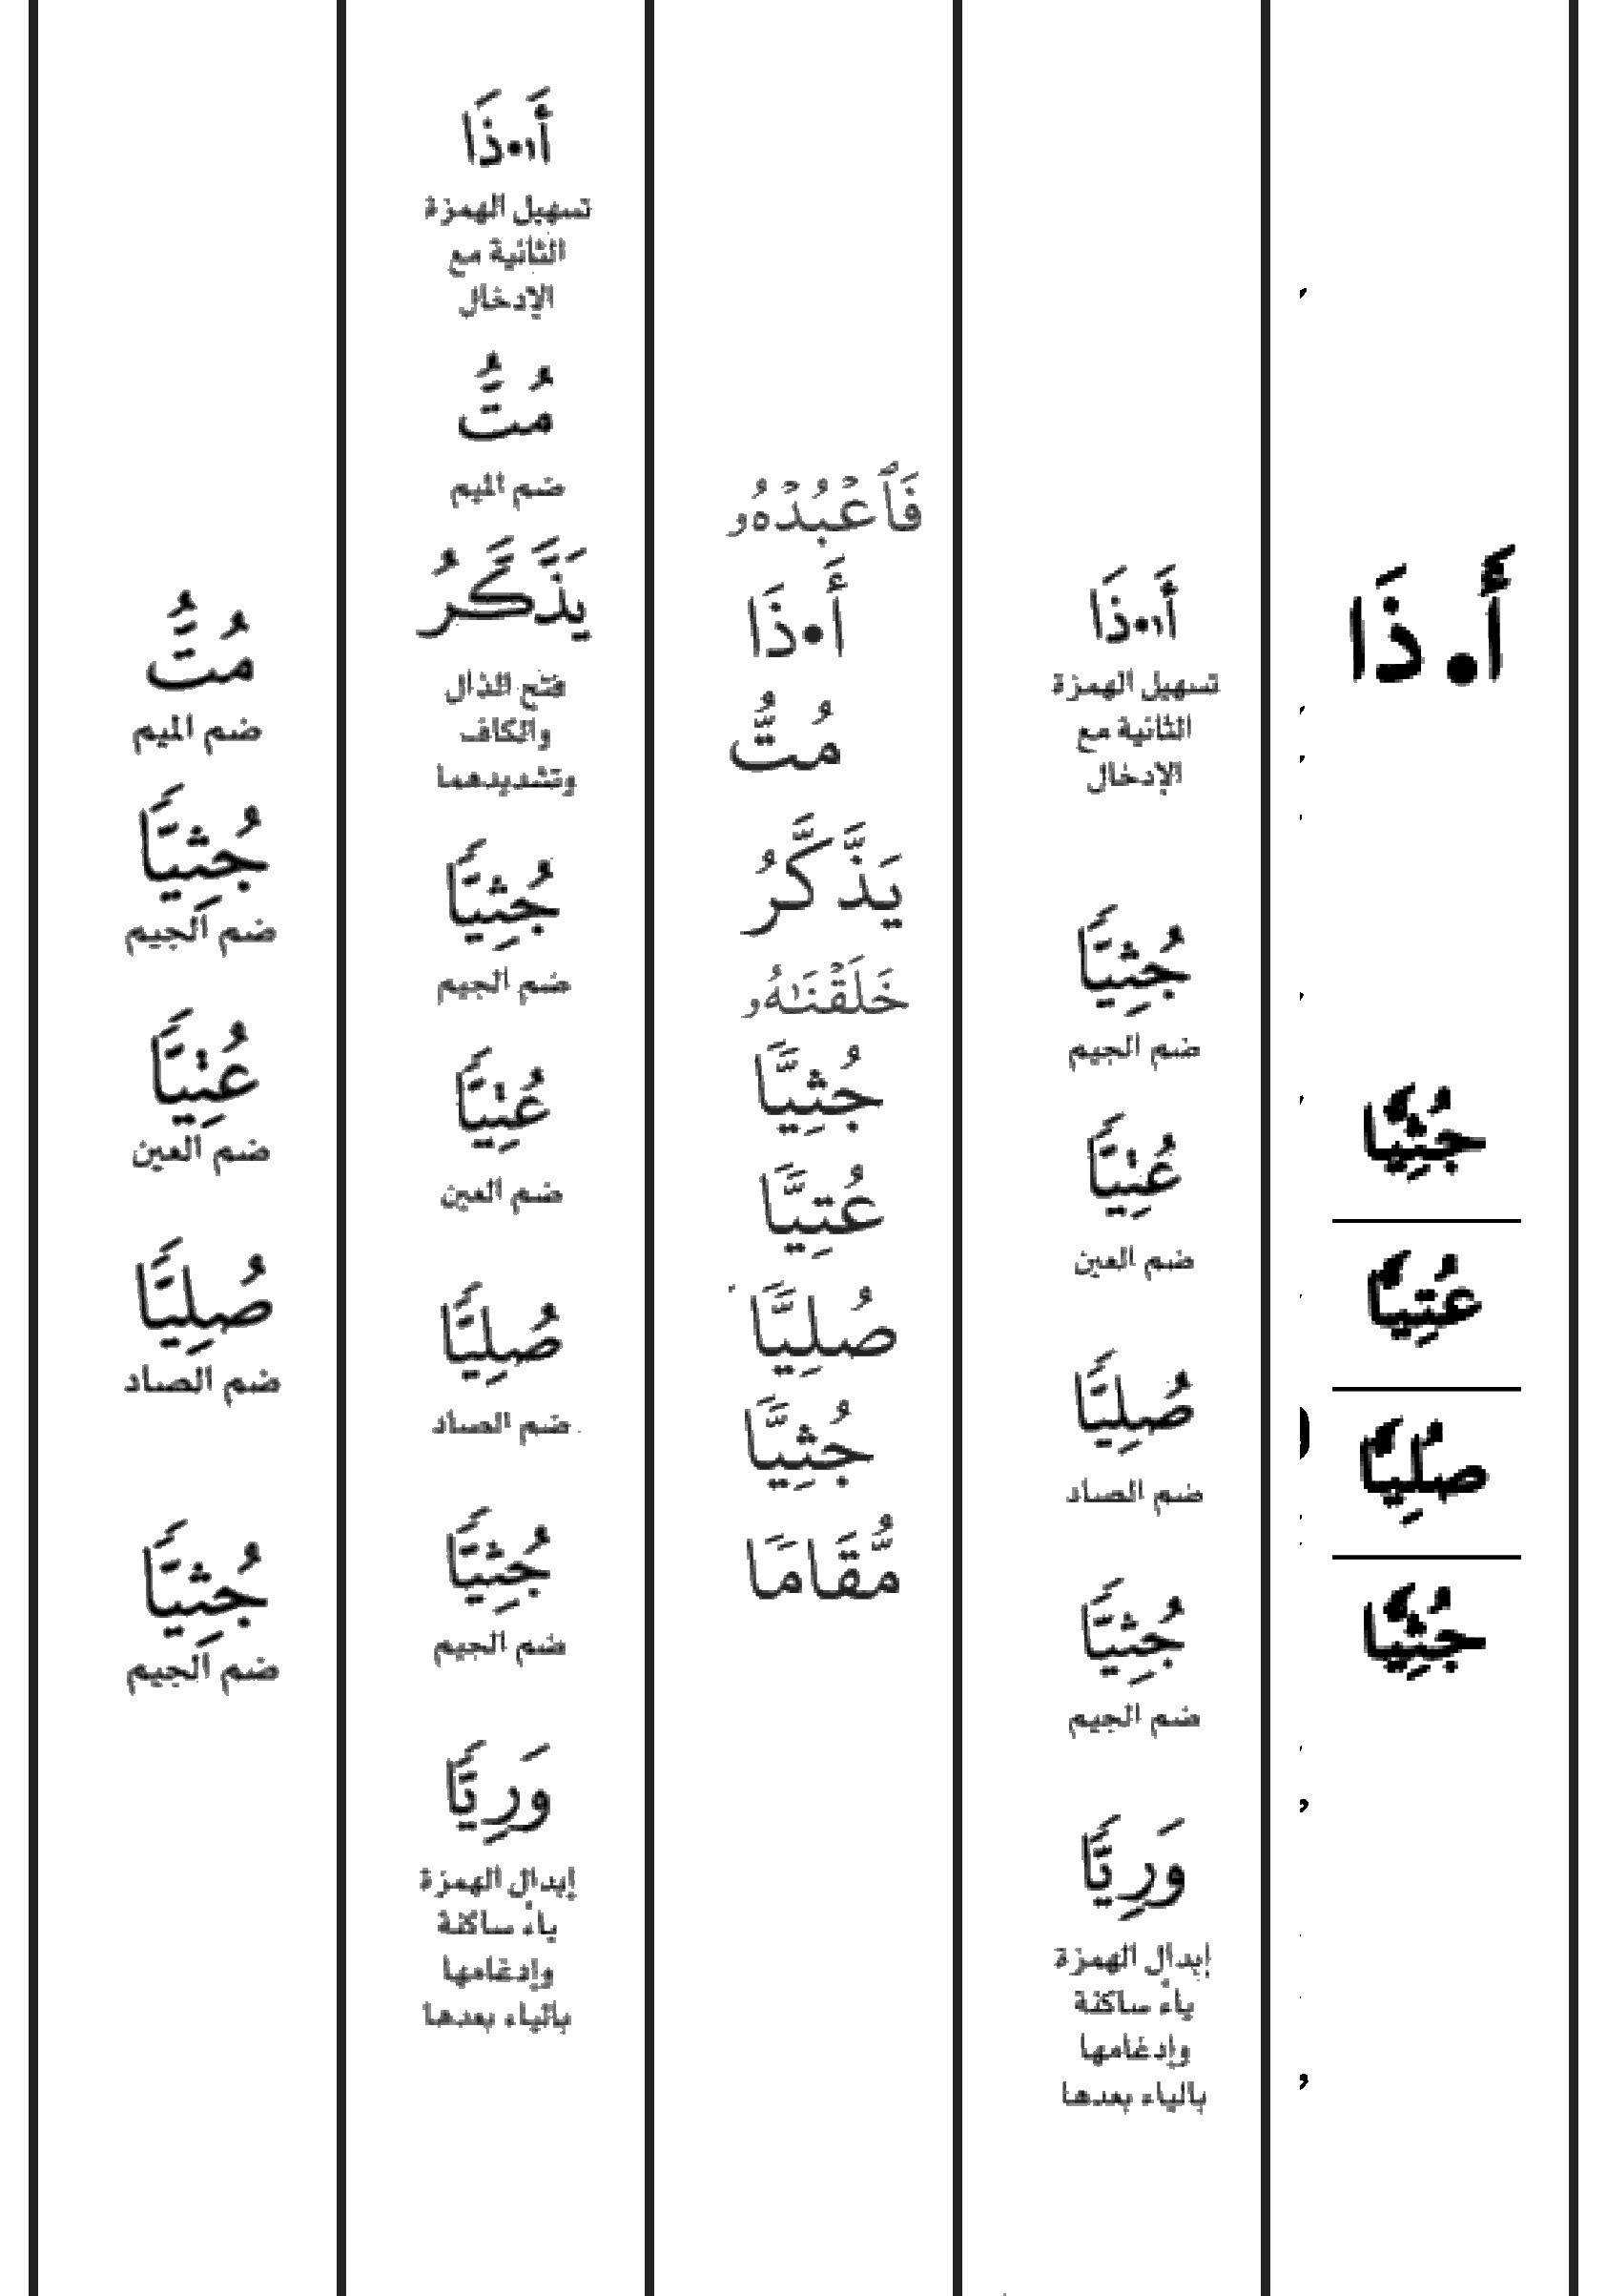 أَ • ذَا
جُثِيًّا
عُتِيًّا
صُلِيًّا
جُثِيًّا
أَا۬•ذَا
تسهيل الهمزة
الثانية مع
الإدخال
جُثِيًّا
ضم الجيم
عُتِيًّا
ضم العين
صُلِيًّا
ضم الصاد
جُثِيًّا
ضم الجيم
وَرِيًّا
إبدال الهمزة
ياءً ساكنة
وإدغامها
بالياء بعدها
فَٱعۡبُدۡهُۥ
أَ•ذَا
مُتُّ
يَذَّكَّرُ
خَلَقۡنَٰهُۥ
جُثِيًّا
عُتِيًّا
صُلِيًّا
جُثِيًّا
مُّقَامٗا
أَا۬•ذَا
تسهيل الهمزة
الثانية مع
الإدخال
مُتُّ
ضم الميم
يَذَّكَّرُ
فتح الذال
والكاف
وتشديدهما
جُثِيًّا
ضم الجيم
عُتِيًّا
ضم العين
صُلِيًّا
ضم الصاد
جُثِيًّا
ضم الجيم
وَرِيًّا
إبدال الهمزة
ياءً ساكنة
وإدغامها
بالياء بعدها
مُتُّ
ضم الميم
جُثِيًّا
ضم الجيم
عُتِيًّا
ضم العين
صُلِيًّا
ضم الصاد
جُثِيًّا
ضم الجيم